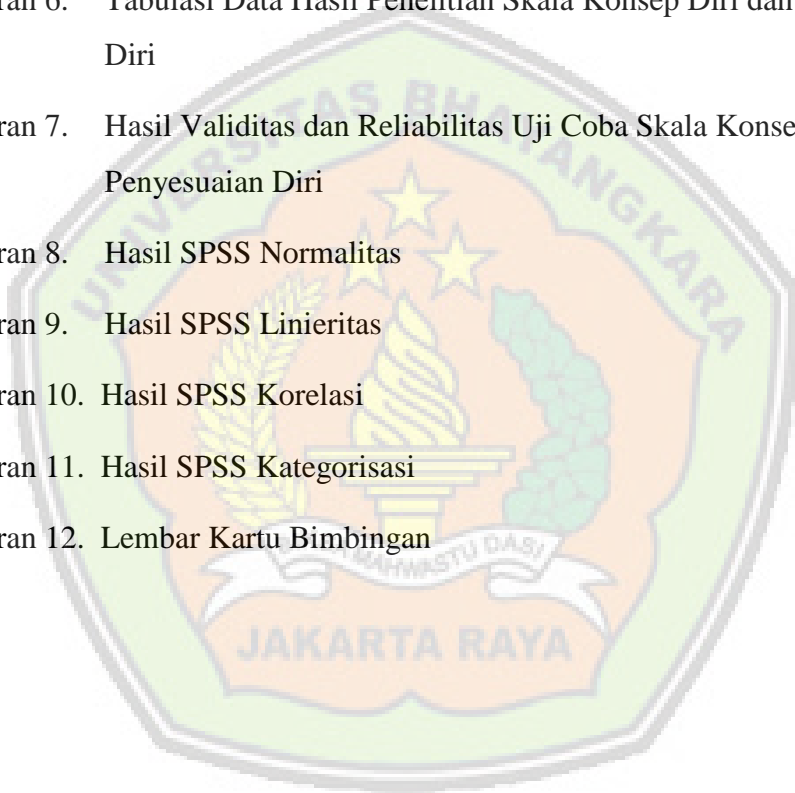 ran 6. Tabulasi Data Hasil Penelitian Skala Konsep Diri dan
Diri
ran 7. Hasil Validitas dan Reliabilitas Uji Coba Skala Konse
Penyesuaian Diri
ran 8. Hasil SPSS Normalitas
ran 9. Hasil SPSS Linieritas
ran 10. Hasil SPSS Korelasi
ran 11. Hasil SPSS Kategorisasi
ran 12. Lembar Kartu Bimbingan
UNIVERSITAS BHAYANGKARA
MAHWASTU DASI
JAKARTA RAYA